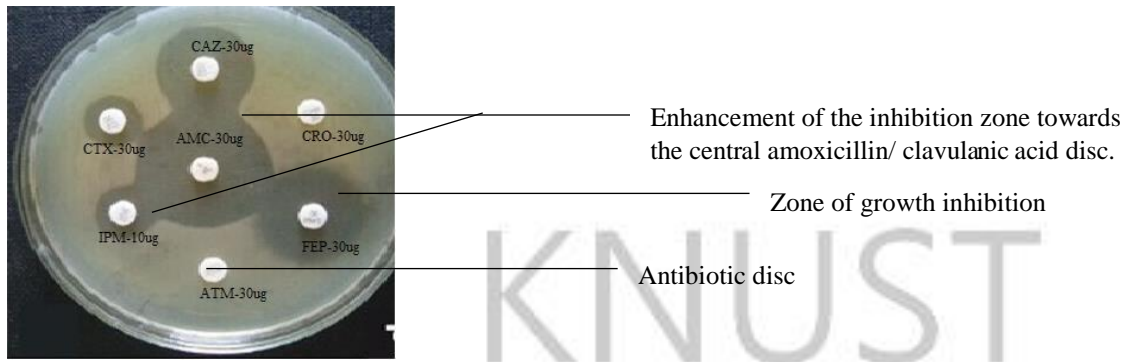 CAZ-30ug
CTX-30ug
AMC-30ug
CRO-30ug
IPM-10ug
FEP-30ug
ATM-30ug
Enhancement of the inhibition zone towards
the central amoxicillin/ clavulanic acid disc.
Zone of growth inhibition
Antibiotic disc
KNUST